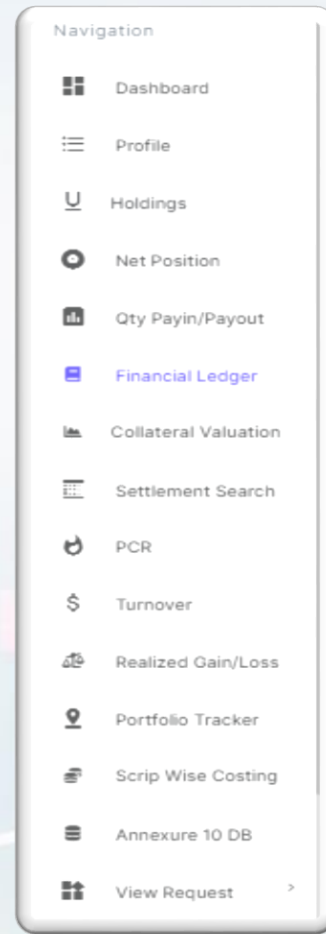 Navigation
Dashboard
Profile
Holdings
Net Position
Qty Payin/Payout
Financial Ledger
Collateral Valuation
Settlement Search
PCR
Turnover
Realized Gain/Loss
Portfolio Tracker
Scrip Wise Costing
Annexure 10 DB
View Request